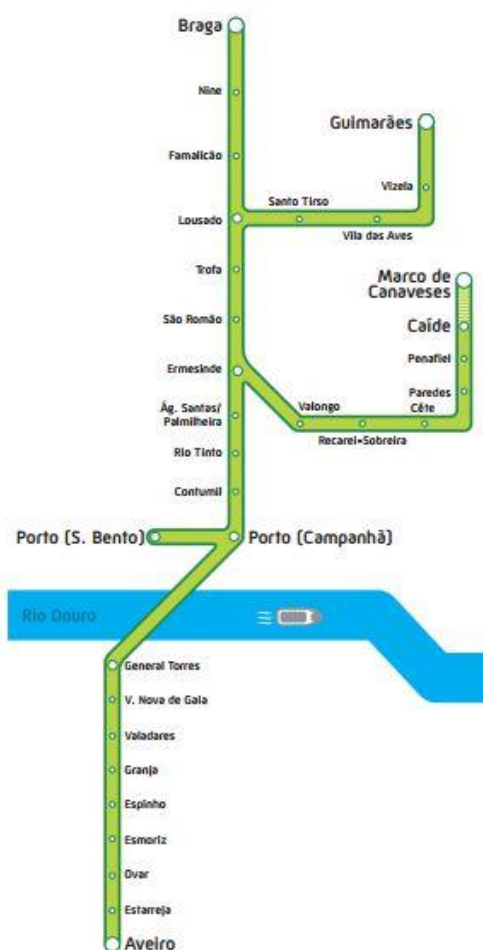 Braga
Nine
Guimarães
Famalicão
Vizela
Santo Tirso
Lousado
Vila das Aves
Trofa
Marco de
Canaveses
São Romão
Caíde
Penafiel
Ermesinde
Paredes
Valongo
Cête
Ág. Santas/
Palmilheira
Recarei-Sobreira
Rio Tinto
Contumil
Porto (S. Bento)
Porto (Campanhã)
Rio Douro
General Torres
V. Nova de Gaia
Valadares
Granja
Espinho
Esmoriz
Ovar
Estarreja
Aveiro